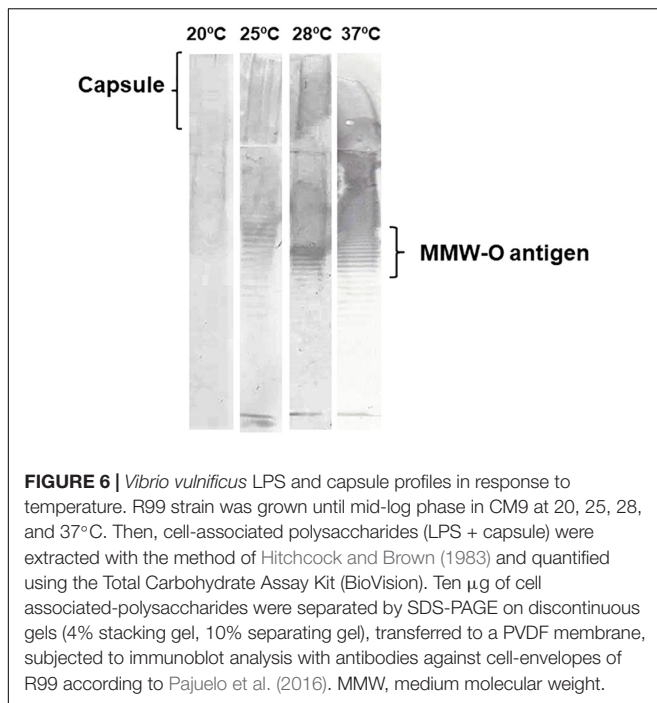 20ºC 25ºC 28ºC 37ºC
Capsule
MMW-O antigen
FIGURE 6 | Vibrio vulnificus LPS and capsule profiles in response to
temperature. R99 strain was grown until mid-log phase in CM9 at 20, 25, 28,
and 37°C. Then, cell-associated polysaccharides (LPS + capsule) were
extracted with the method of Hitchcock and Brown (1983) and quantified
using the Total Carbohydrate Assay Kit (BioVision). Ten μg of cell
associated-polysaccharides were separated by SDS-PAGE on discontinuous
gels (4% stacking gel, 10% separating gel), transferred to a PVDF membrane,
subjected to immunoblot analysis with antibodies against cell-envelopes of
R99 according to Pajuelo et al. (2016). MMW, medium molecular weight.